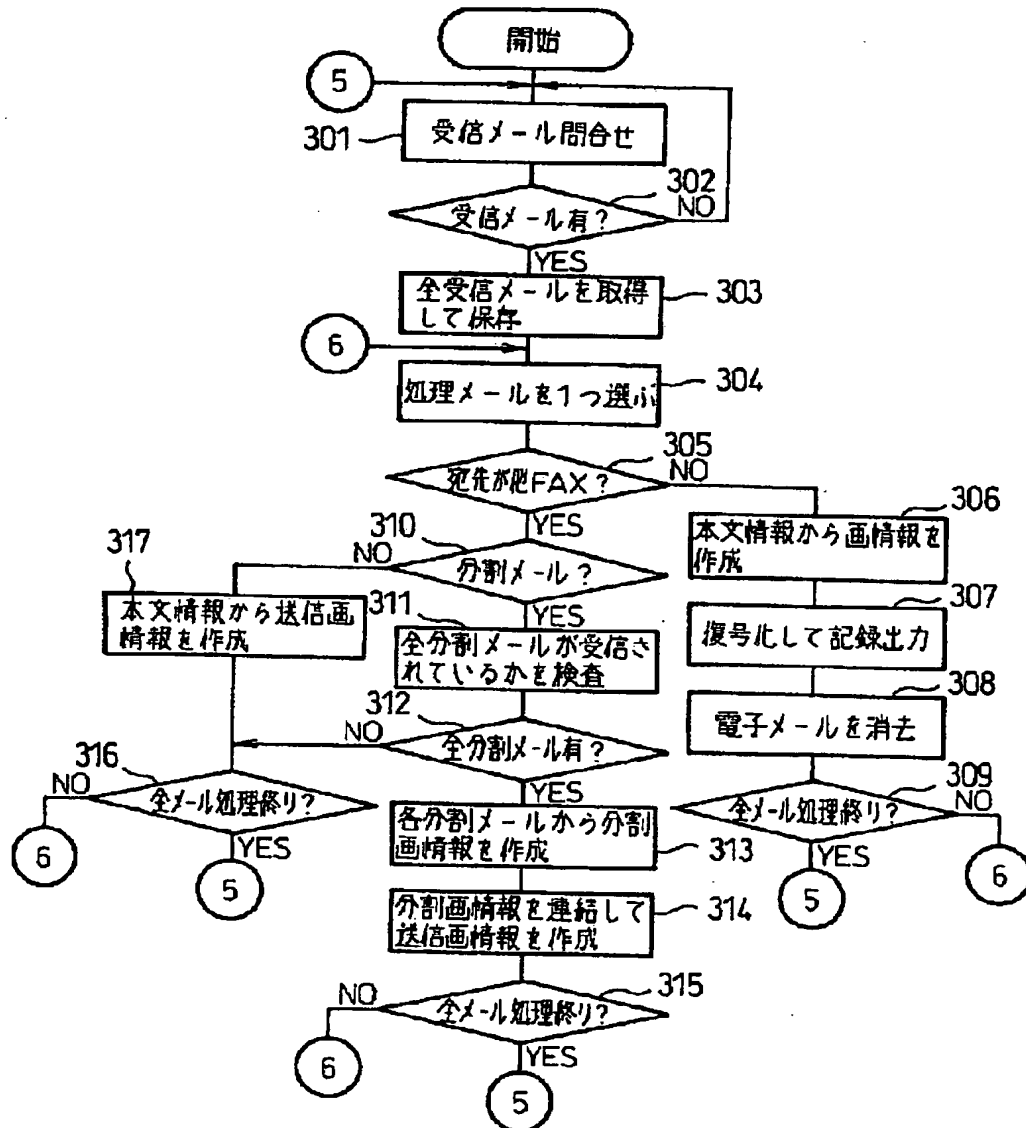 開始
5
301
受信メール問合せ
302
受信メール有?
NO
YES
全受信メールを取得
して保存
303
6
処理メールを1つ選ぶ
304
305
宛先が他FAX?
NO
YES
310
分割メール?
NO
YES
317
本文情報から送信画
情報を作成
311
全分割メールが受信さ
れているかを検査
306
本文情報から画情報を
作成
307
復号化して記録出力
308
電子メールを消去
312
全分割メール有?
NO
YES
316
全メール処理終り?
NO
YES
6
5
309
全メール処理終り?
NO
YES
6
5
各分割メールから分割
画情報を作成
313
分割画情報を連結して
送信画情報を作成
314
315
全メール処理終り?
NO
YES
6
5